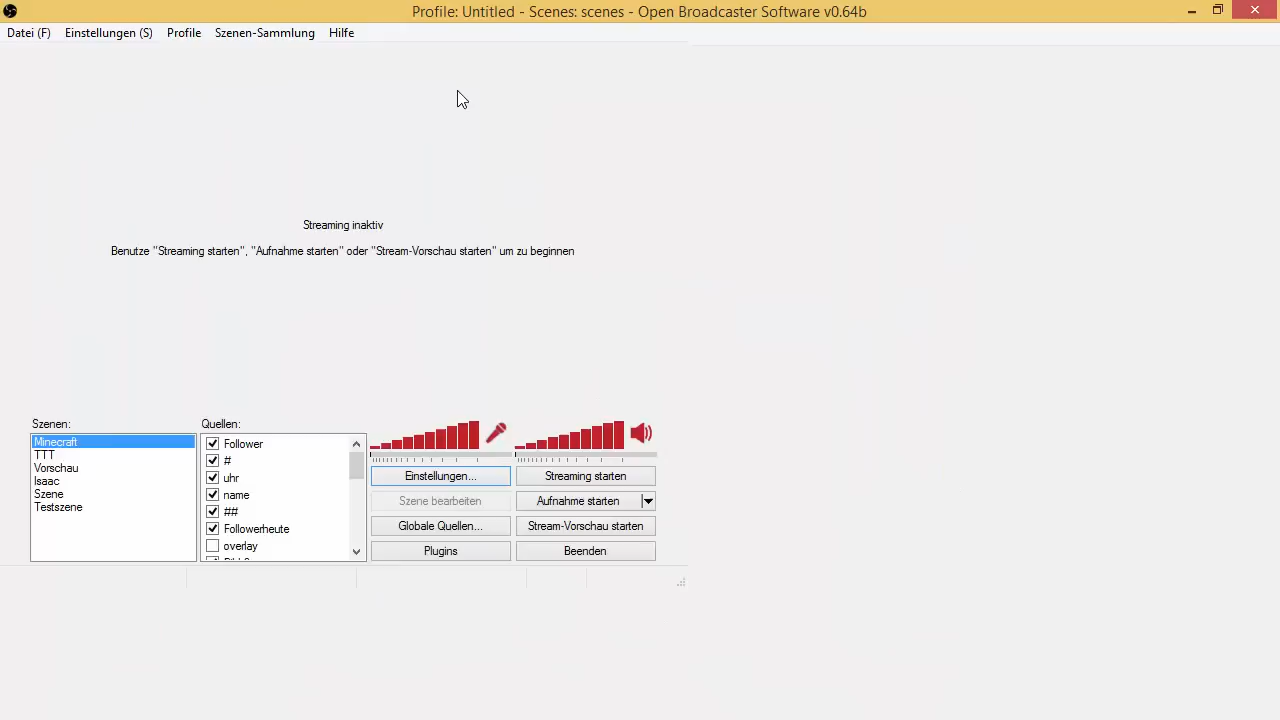 Profile: Untitled - Scenes: scenes - Open Broadcaster Software v0.64b
Datei (F) Einstellungen (S) Profile Szenen-Sammlung Hilfe
Streaming inaktiv
Benutze "Streaming starten", "Aufnahme starten" oder "Stream-Vorschau starten" um zu beginnen
Szenen:
Minecraft
TTT
Vorschau
Isaac
Szene
Testszene
Quellen:
Follower
#
uhr
name
##
Followerheute
overlay
Einstellungen...
Streaming starten
Szene bearbeiten
Aufnahme starten
Globale Quellen...
Stream-Vorschau starten
Plugins
Beenden